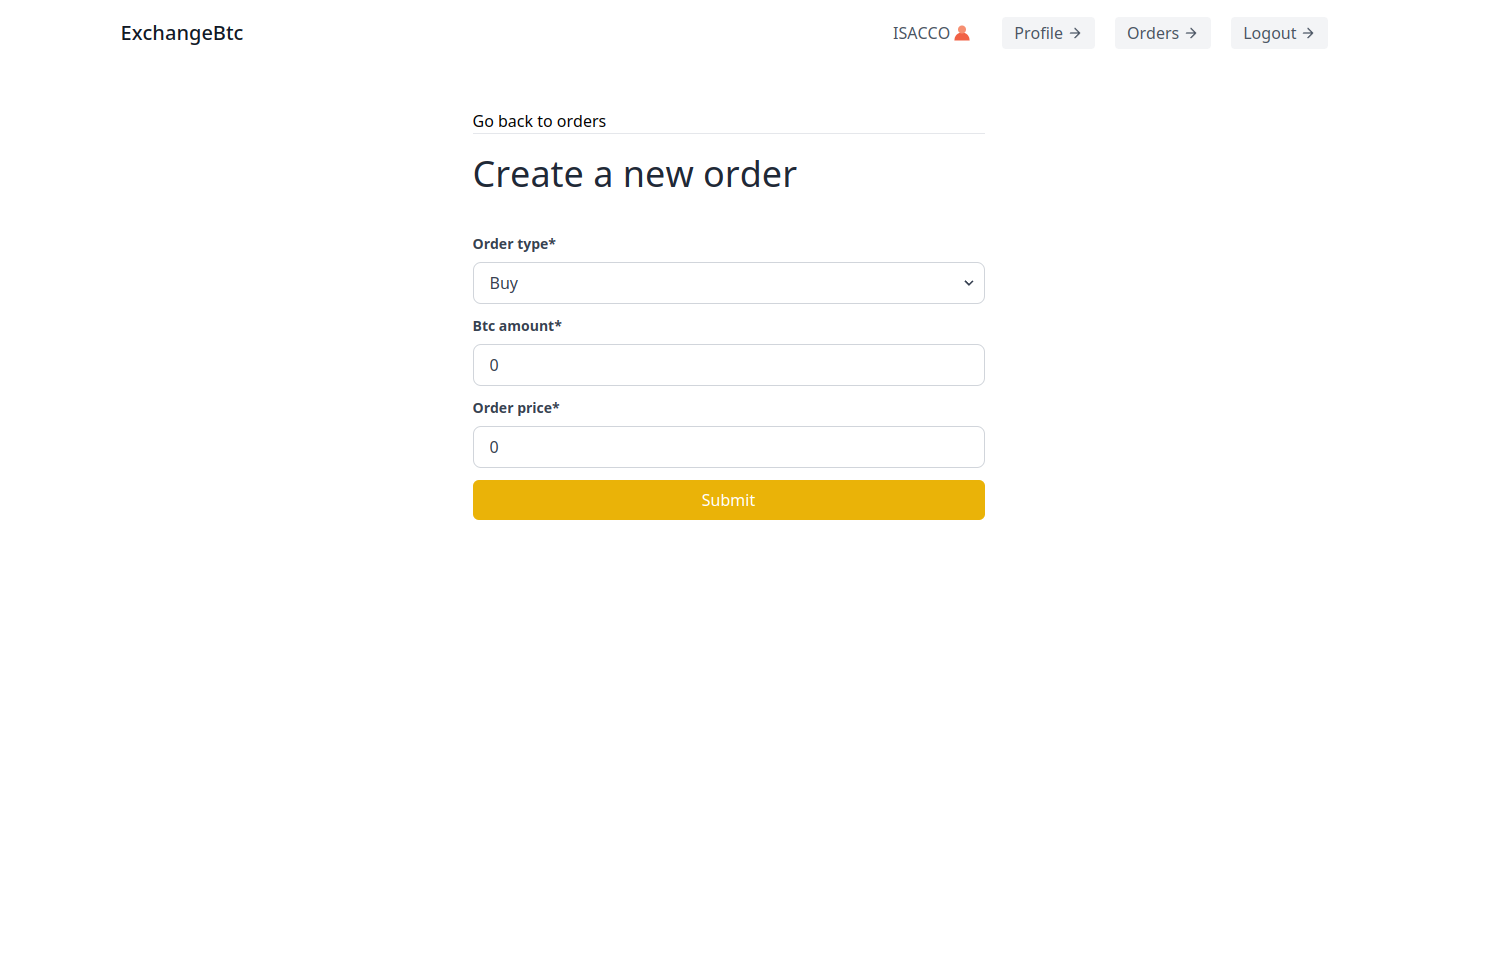 ExchangeBtc
ISACCO
Profile
Orders
Logout
Go back to orders
Create a new order
Order type*
Buy
Btc amount*
0
Order price*
0
Submit